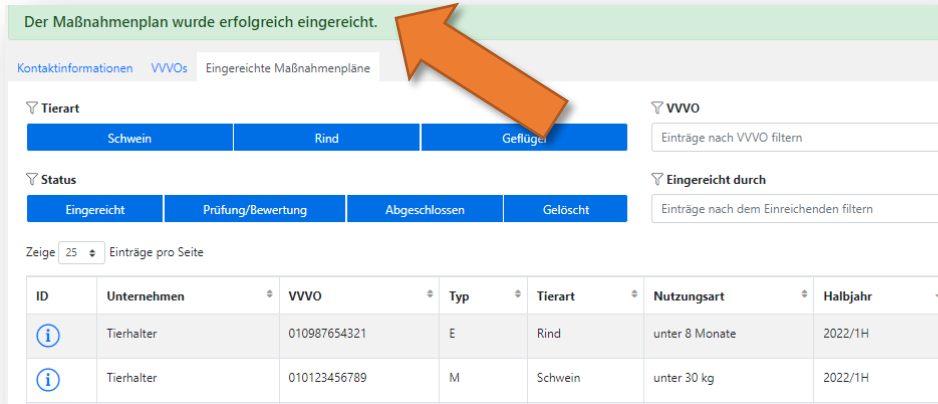 Der Maßnahmenplan wurde erfolgreich eingereicht.
Kontaktinformationen VVVOs Eingereichte Maßnahmenpläne
Tierart VVVO
Schwein Rind Geflügel Einträge nach VVVO filtern
Status Eingereicht durch
Eingereicht Prüfung/Bewertung Abgeschlossen Gelöscht Einträge nach dem Einreichenden filtern
Zeige 25 Einträge pro Seite
ID Unternehmen VVVO Typ Tierart Nutzungsart Halbjahr
i Tierhalter 010987654321 E Rind unter 8 Monate 2022/1H
i Tierhalter 010123456789 M Schwein unter 30 kg 2022/1H